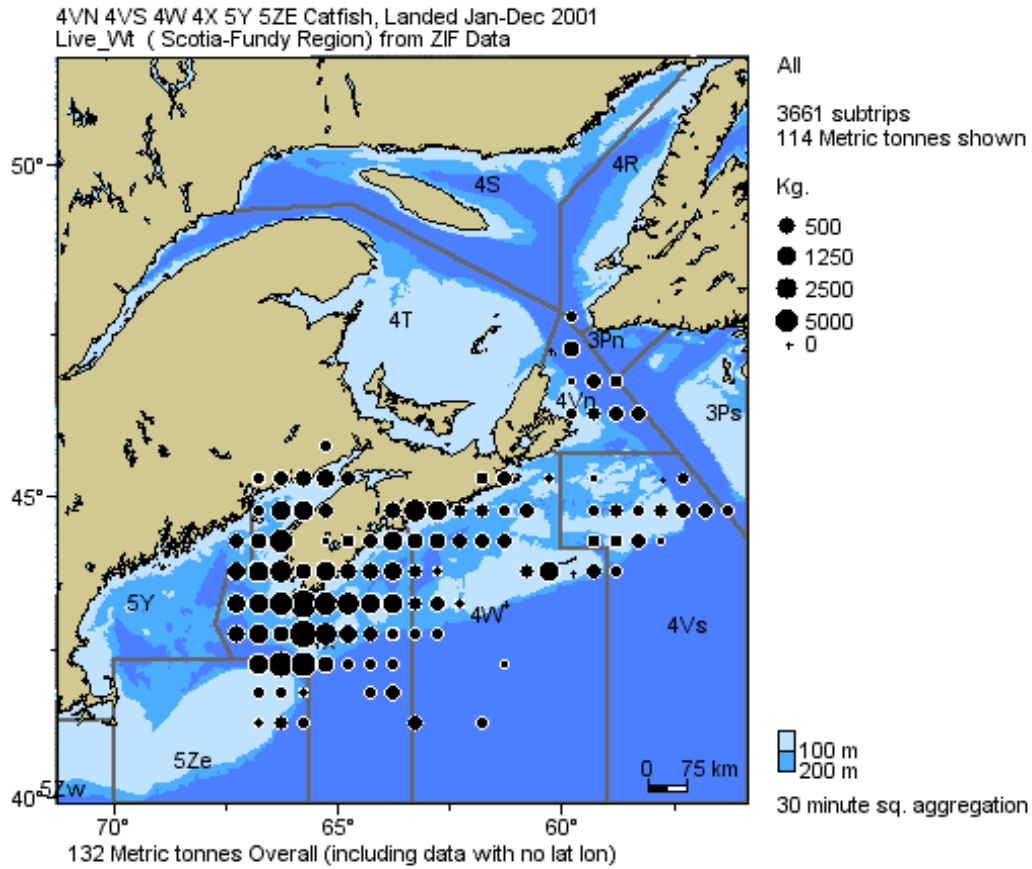 4VN 4VS 4W 4X 5Y 5ZE Catfish, Landed Jan-Dec 2001
Live_Wt ( Scotia-Fundy Region) from ZIF Data
All
3661 subtrips
114 Metric tonnes shown
Kg.
500
1250
2500
5000
0
50°
45°
40°
4R
4S
4T
3Pn
4Vn
3Ps
5Y
4W
4Vs
5Ze
5Zw
0 75 km
100 m
200 m
30 minute sq. aggregation
70° 65° 60°
132 Metric tonnes Overall (including data with no lat lon)